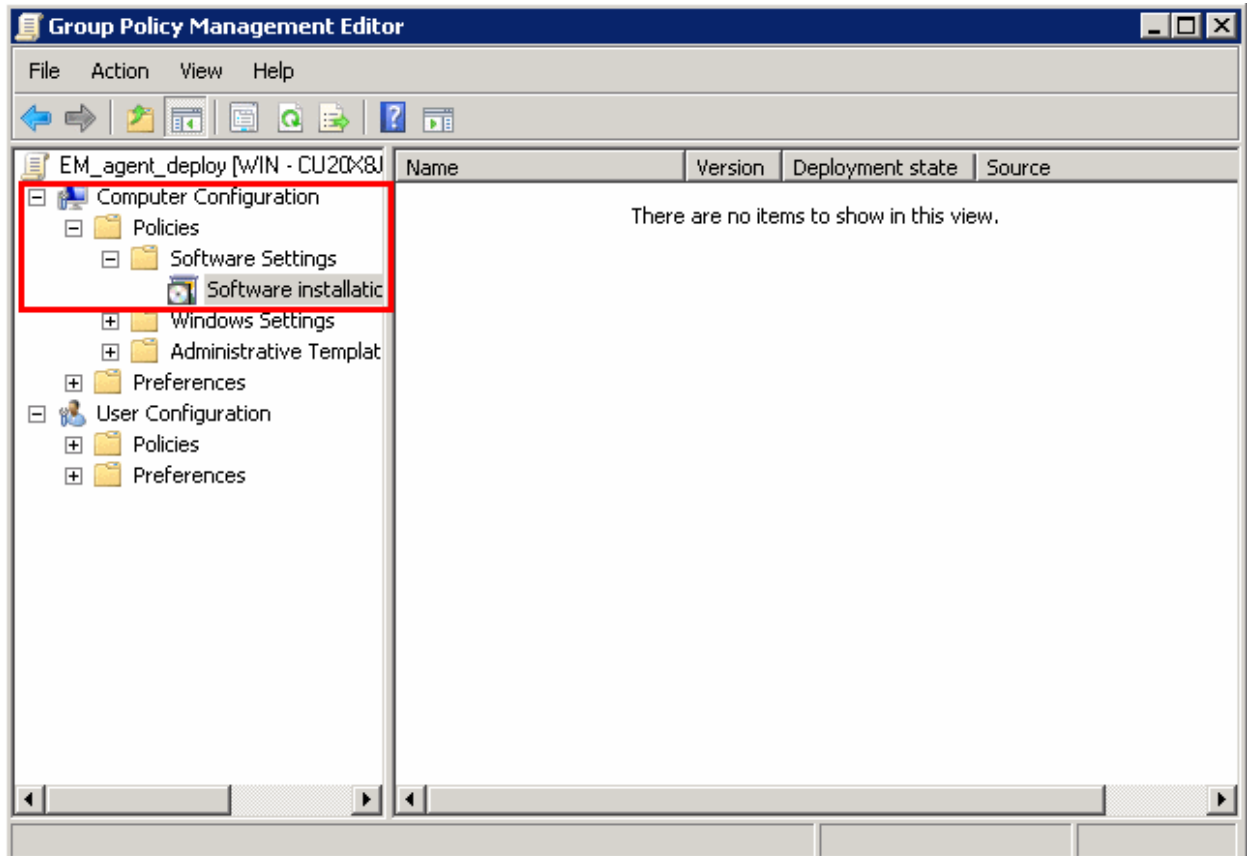 Group Policy Management Editor
File Action View Help
EM_agent_deploy [WIN - CU20X8J
Name Version Deployment state Source
Computer Configuration
There are no items to show in this view.
Policies
Software Settings
Software installatic
Windows Settings
Administrative Templat
Preferences
User Configuration
Policies
Preferences